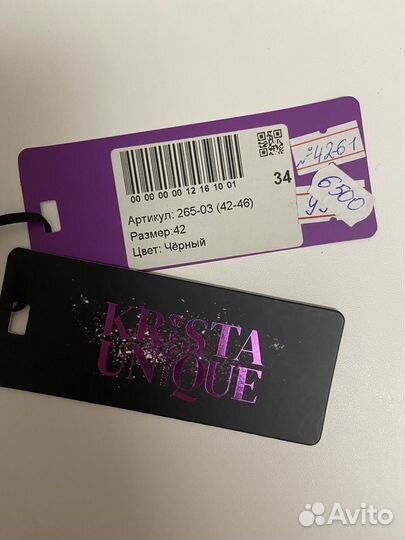 00 00 00 00 12 16 10 01
34
Артикул: 265-03 (42-46)
Размер:42
Цвет: Чёрный
№4261
6500
KRISTA
UNIQUE
Avito